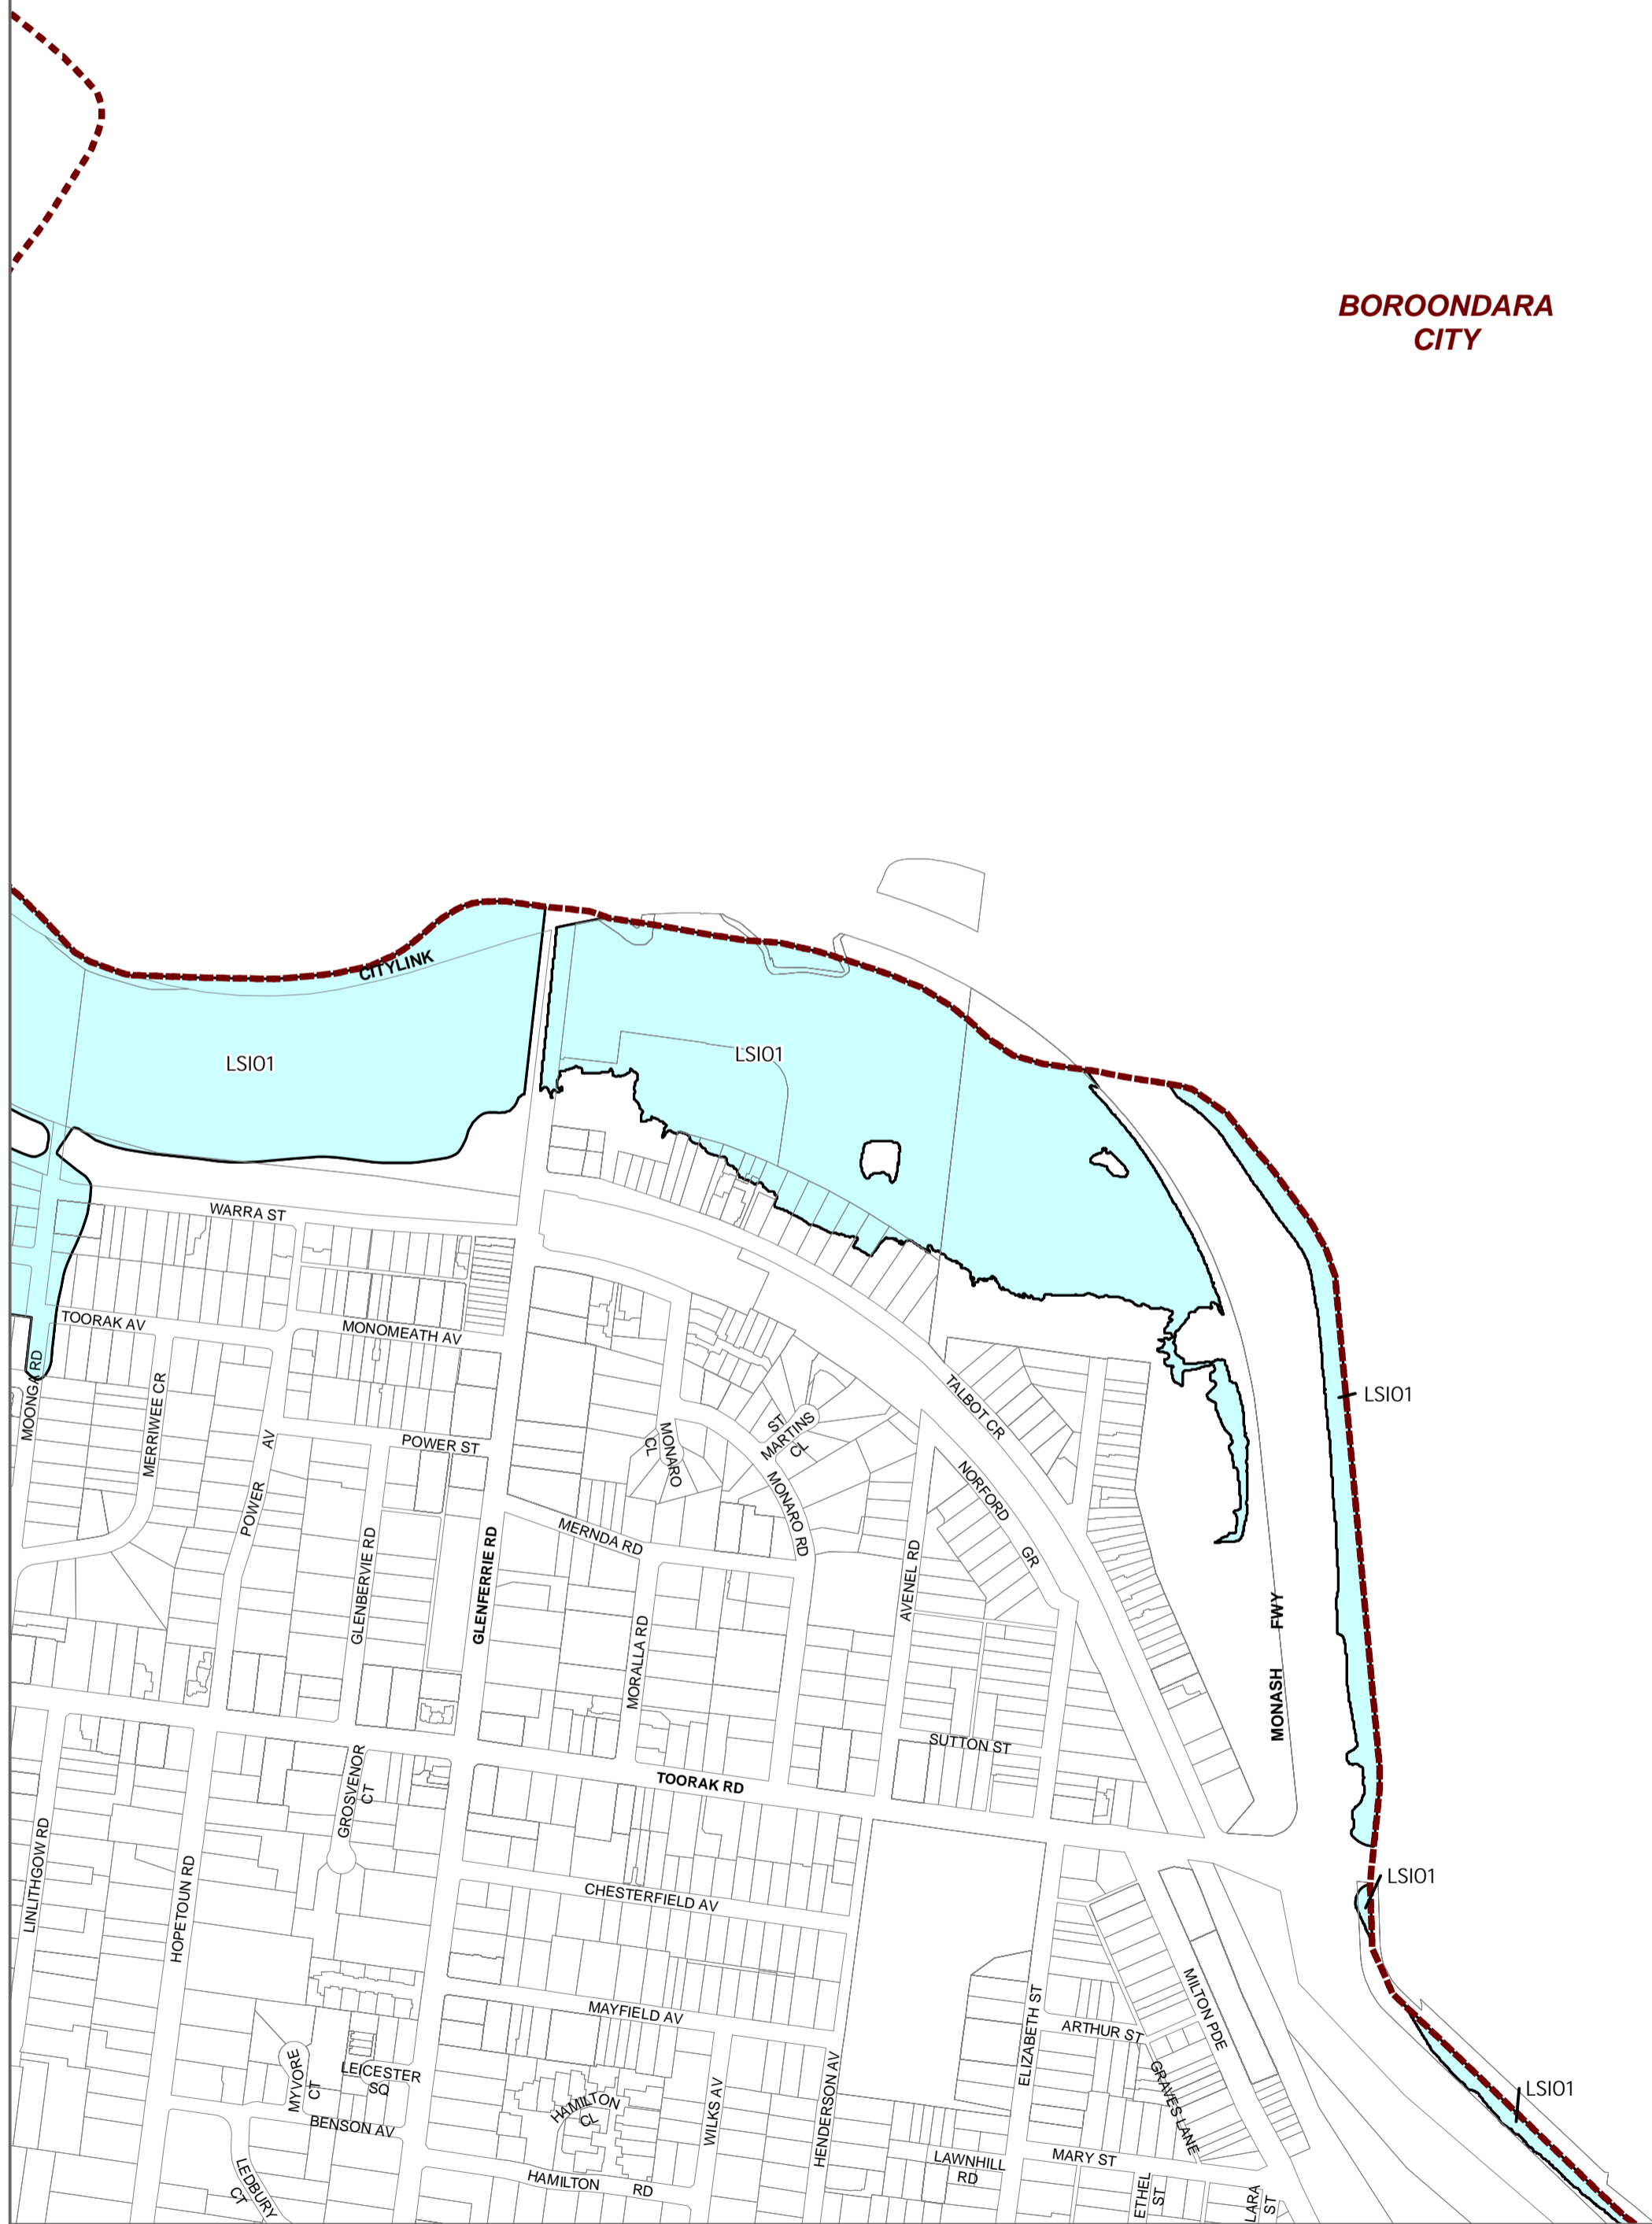 BOROONDARA
CITY
CITYLINK
LSIO1
LSIO1
WARRA ST
TOORAK AV
MONOMEATH AV
MOONGA RD
MERRIWEE CR
POWER
AV
POWER ST
TALBOT CR
LSIO1
ST
MARTINS
CL
MONARO
CL
MONARO RD
NORFORD
GR
GLENBERVIE RD
GLENFERRIE RD
MERNDA RD
AVENEL RD
MORALLA RD
MONASH
FWY
SUTTON ST
TOORAK RD
GROSVENOR
CT
LINLITHGOW RD
HOPETOUN RD
CHESTERFIELD AV
LSIO1
MAYFIELD AV
ELIZABETH ST
MILTON PDE
ARTHUR ST
GRAVES LANE
MYVORE
CT
LEICESTER
SQ
HAMILTON
CL
WILKS AV
HENDERSON AV
LSIO1
BENSON AV
LEDBURY
CT
HAMILTON
RD
LAWNHILL
RD
MARY ST
ETHEL
ST
LARA
ST